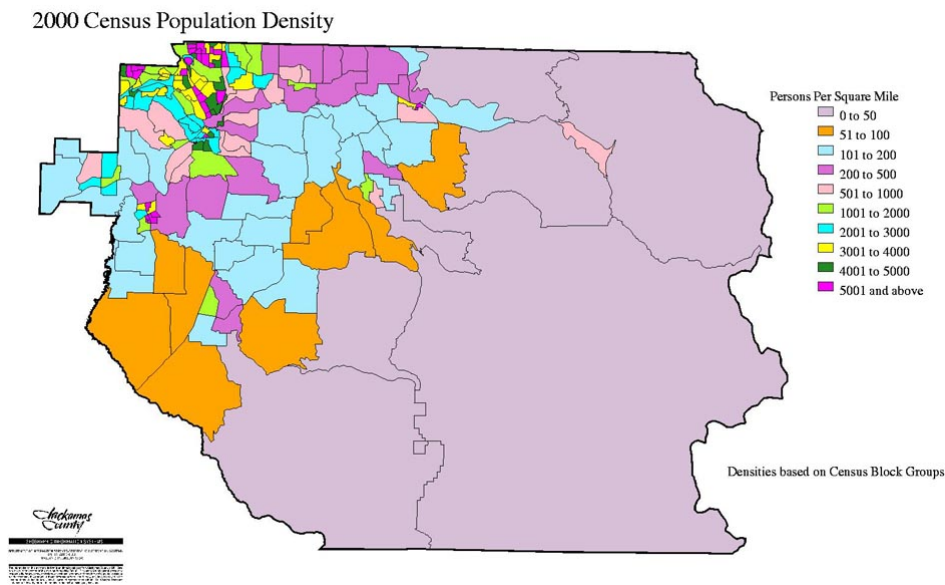 2000 Census Population Density
Persons Per Square Mile
0 to 50
51 to 100
101 to 200
200 to 500
501 to 1000
1001 to 2000
2001 to 3000
3001 to 4000
4001 to 5000
5001 and above
Densities based on Census Block Groups
Clackamas
County